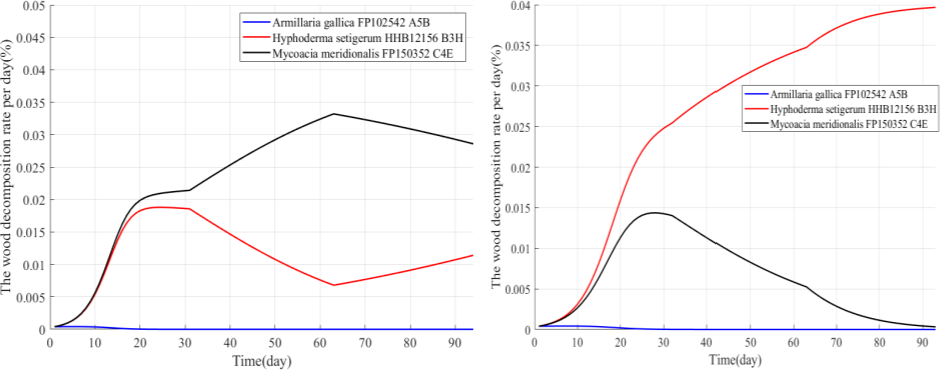 The wood decomposition rate per day(%)
0.05
0.045
0.04
0.035
0.03
0.025
0.02
0.015
0.01
0.005
0
0 10 20 30 40 50 60 70 80 90
Time(day)
Armillaria gallica FP102542 A5B
Hyphoderma setigerum HHB12156 B3H
Mycoacia meridionalis FP150352 C4E
The wood decomposition rate per day(%)
0.04
0.035
0.03
0.025
0.02
0.015
0.01
0.005
0
0 10 20 30 40 50 60 70 80 90
Time(day)
Armillaria gallica FP102542 A5B
Hyphoderma setigerum HHB12156 B3H
Mycoacia meridionalis FP150352 C4E